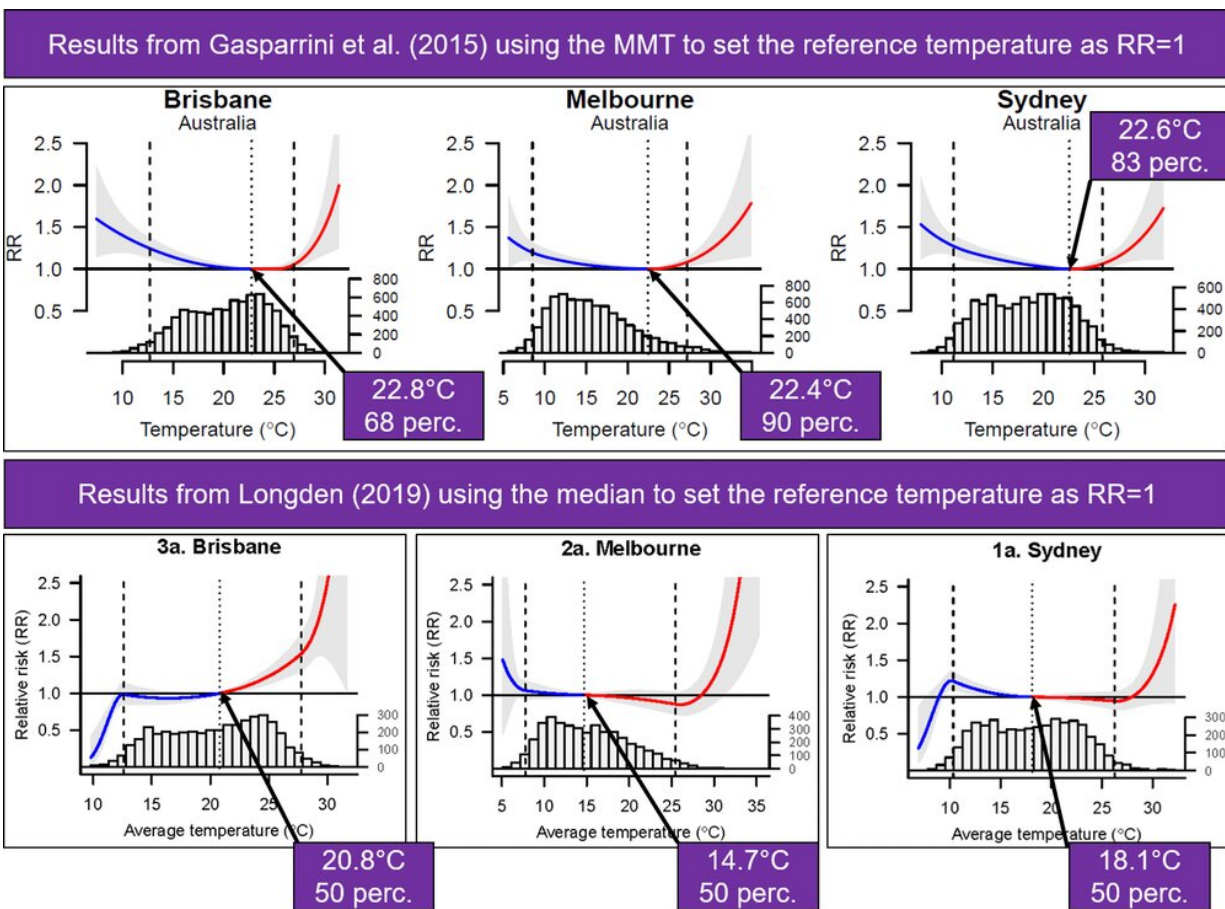 Results from Gasparrini et al. (2015) using the MMT to set the reference temperature as RR=1
Brisbane
Australia
RR
2.5
2.0
1.5
1.0
0.5
800
600
400
200
0
10 15 20 25 30
Temperature (°C)
22.8°C
68 perc.
Melbourne
Australia
RR
2.5
2.0
1.5
1.0
0.5
800
600
400
200
0
5 10 15 20 25 30
Temperature (°C)
22.4°C
90 perc.
Sydney
Australia
RR
2.5
2.0
1.5
1.0
0.5
600
400
200
0
10 15 20 25 30
Temperature (°C)
22.6°C
83 perc.
Results from Longden (2019) using the median to set the reference temperature as RR=1
3a. Brisbane
Relative risk (RR)
2.5
2.0
1.5
1.0
0.5
300
200
100
0
10 15 20 25 30
Average temperature (°C)
20.8°C
50 perc.
2a. Melbourne
Relative risk (RR)
2.5
2.0
1.5
1.0
0.5
400
300
200
100
0
5 10 15 20 25 30 35
Average temperature (°C)
14.7°C
50 perc.
1a. Sydney
Relative risk (RR)
2.5
2.0
1.5
1.0
0.5
300
200
100
0
10 15 20 25 30
Average temperature (°C)
18.1°C
50 perc.